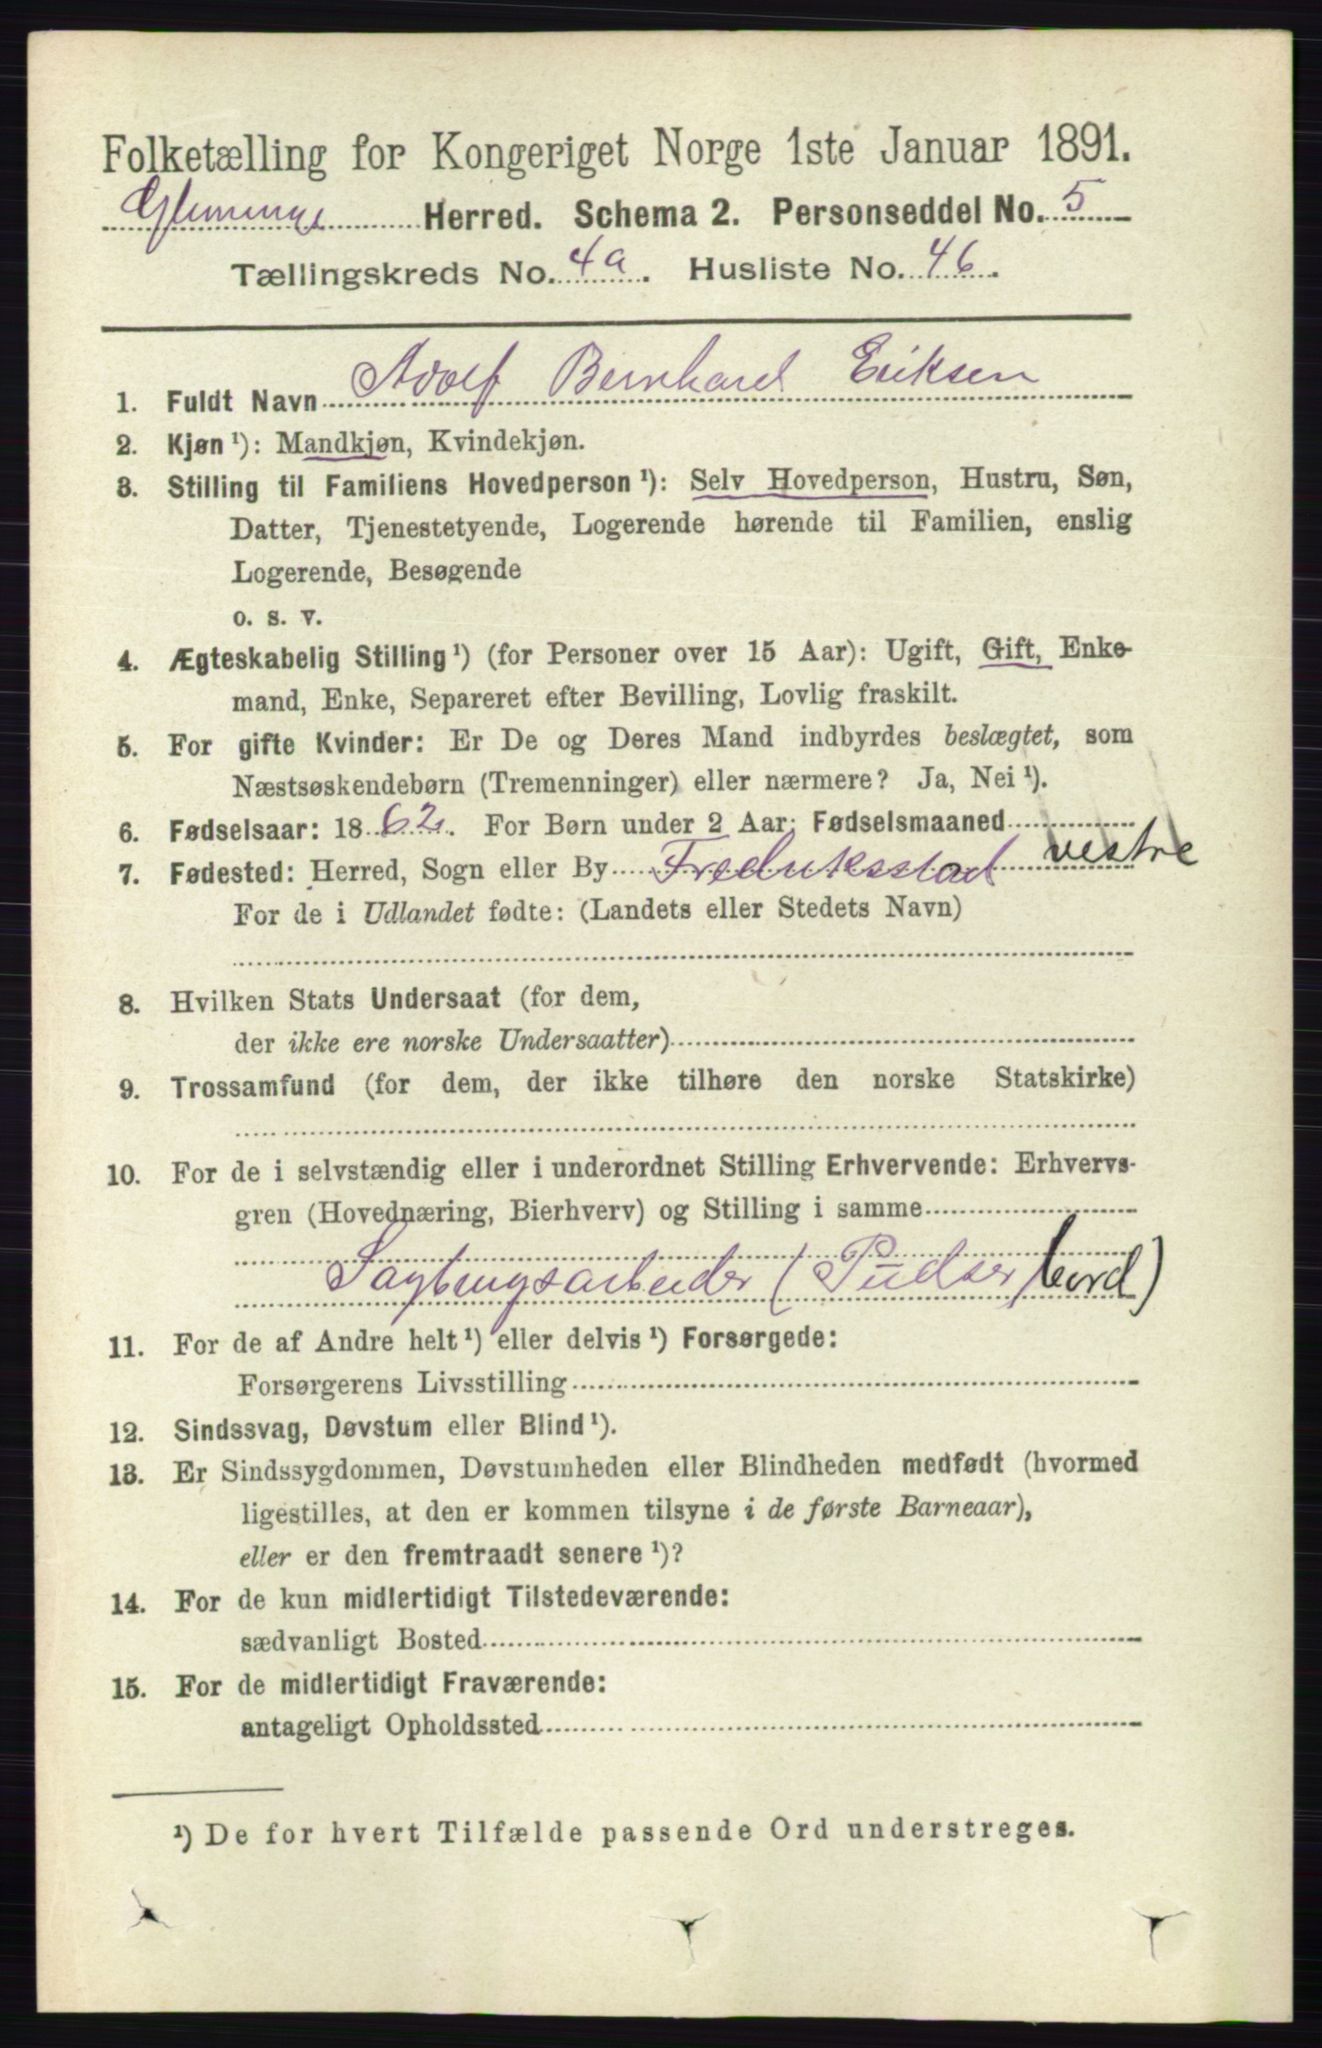 Folketælling for Kongeriget Norge 1ste Januar 1891.
Glemminge Herred. Schema 2. Personseddel No. 5
Tællingskreds No. 4a. Husliste No. 46.
1. Fuldt Navn Adolf Bernhard Eriksen
2. Kjøn ¹): Mandkjøn, Kvindekjøn.
3. Stilling til Familiens Hovedperson ¹): Selv Hovedperson, Hustru, Søn,
Datter, Tjenestetyende, Logerende hørende til Familien, enslig
Logerende, Besøgende
o. s. v.
4. Ægteskabelig Stilling ¹) (for Personer over 15 Aar): Ugift, Gift, Enke-
mand, Enke, Separeret efter Bevilling, Lovlig fraskilt.
5. For gifte Kvinder: Er De og Deres Mand indbyrdes beslægtet, som
Næstsøskendebørn (Tremenninger) eller nærmere? Ja, Nei ¹).
6. Fødselsaar: 1862. For Børn under 2 Aar: Fødselsmaaned
7. Fødested: Herred, Sogn eller By Fredriksstad vestre
For de i Udlandet fødte: (Landets eller Stedets Navn)
8. Hvilken Stats Undersaat (for dem,
der ikke ere norske Undersaatter)
9. Trossamfund (for dem, der ikke tilhøre den norske Statskirke)
10. For de i selvstændig eller i underordnet Stilling Erhvervende: Erhvervs-
gren (Hovednæring, Bierhverv) og Stilling i samme
Sagbrugsarbeider (Pudser bord)
11. For de af Andre helt ¹) eller delvis ¹) Forsørgede:
Forsørgerens Livsstilling
12. Sindssvag, Døvstum eller Blind ¹).
13. Er Sindssygdommen, Døvstumheden eller Blindheden medfødt (hvormed
ligestilles, at den er kommen tilsyne i de første Barneaar),
eller er den fremtraadt senere ¹)?
14. For de kun midlertidigt Tilstedeværende:
sædvanligt Bosted
15. For de midlertidigt Fraværende:
antageligt Opholdssted
¹) De for hvert Tilfælde passende Ord understreges.